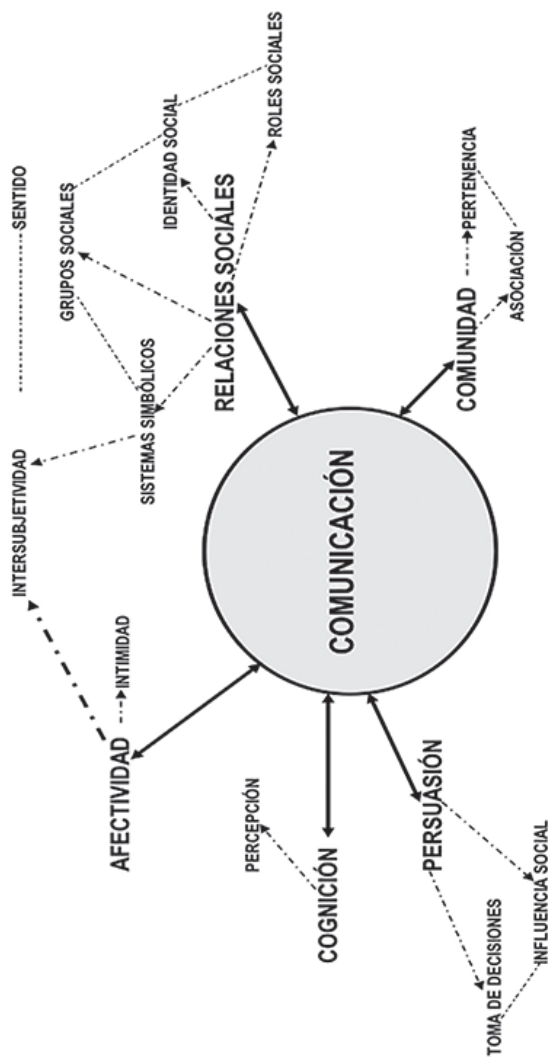 SENTIDO
INTERSUBJETIVIDAD
GRUPOS SOCIALES
IDENTIDAD SOCIAL
SISTEMAS SIMBÓLICOS
AFECTIVIDAD
INTIMIDAD
RELACIONES SOCIALES
ROLES SOCIALES
PERCEPCIÓN
COGNICIÓN
COMUNICACIÓN
PERSUASIÓN
COMUNIDAD
PERTENENCIA
ASOCIACIÓN
TOMA DE DECISIONES
INFLUENCIA SOCIAL